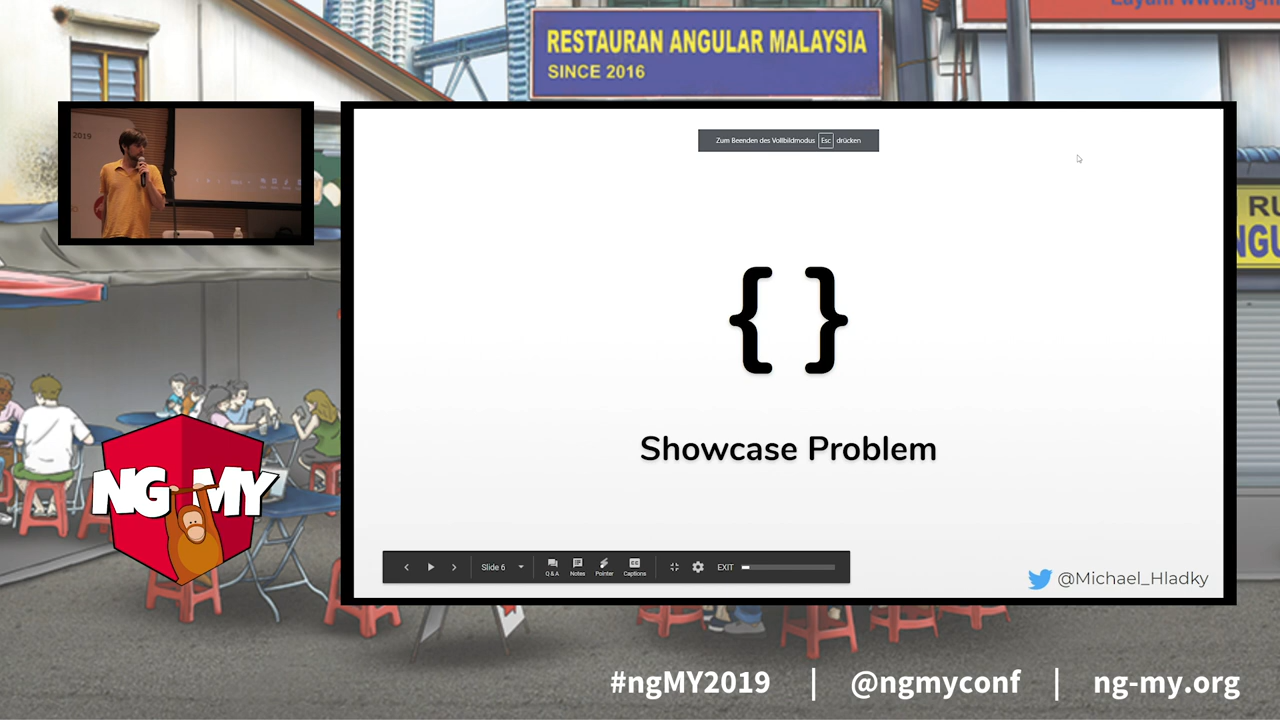 RESTAURAN ANGULAR MALAYSIA
SINCE 2016
2019
Zum Beenden des Vollbildmodus Esc drücken
{ }
Showcase Problem
NG MY
Slide 6
Q & A
Notes
Pointer
Captions
EXIT
@Michael_Hladky
#ngMY2019 | @ngmyconf | ng-my.org